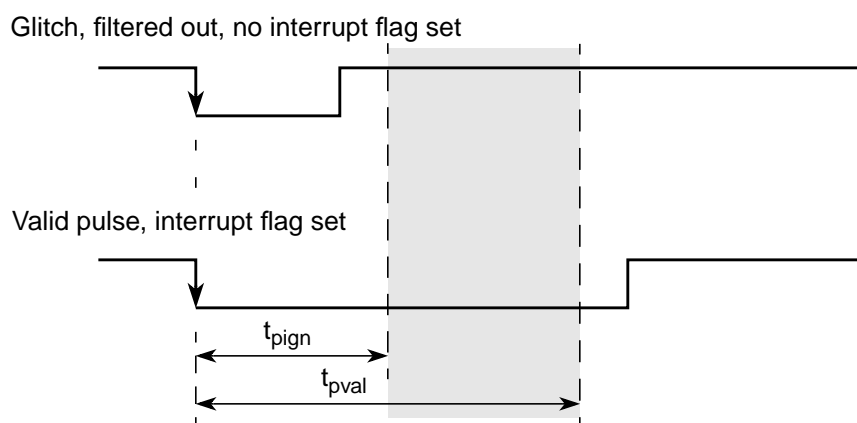 Glitch, filtered out, no interrupt flag set
Valid pulse, interrupt flag set
tpign
tpval